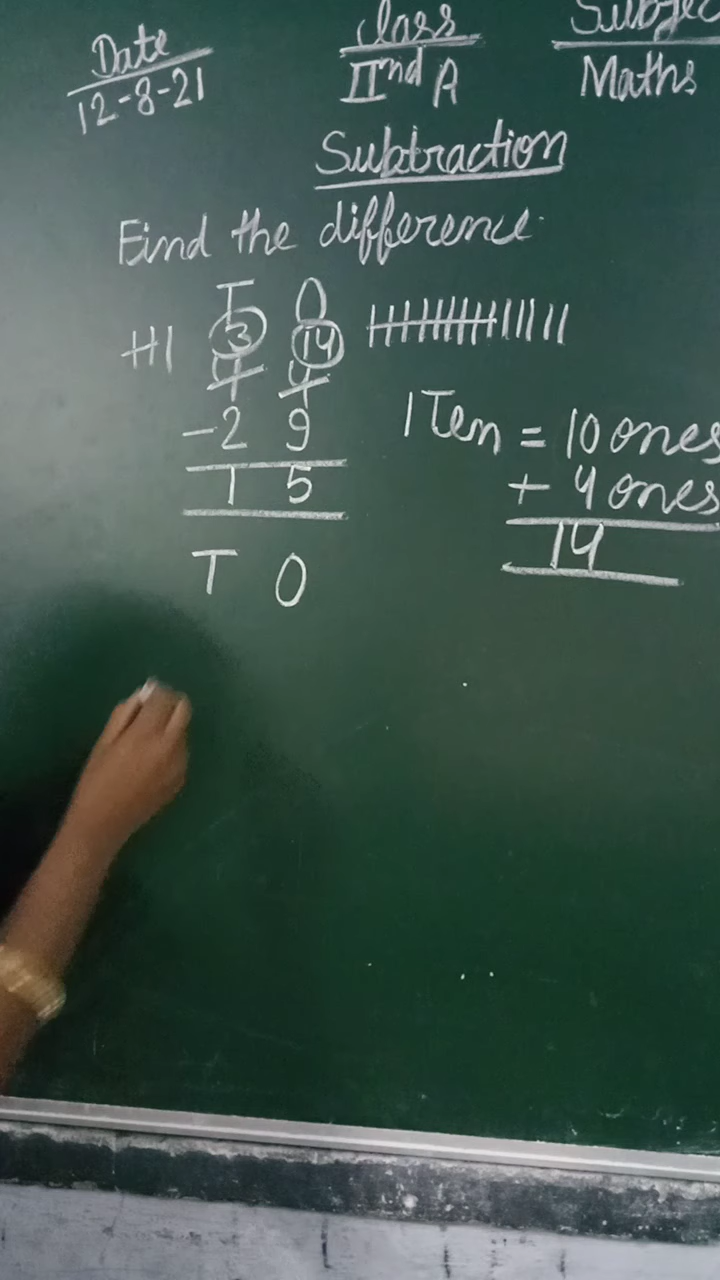 Date Class Subjec
12-8-21 IInd A Maths
Subtraction
Find the difference
T O
3 14
4 4
-2 9
1 5
T O
1 Ten = 10 ones
+ 4 ones
14